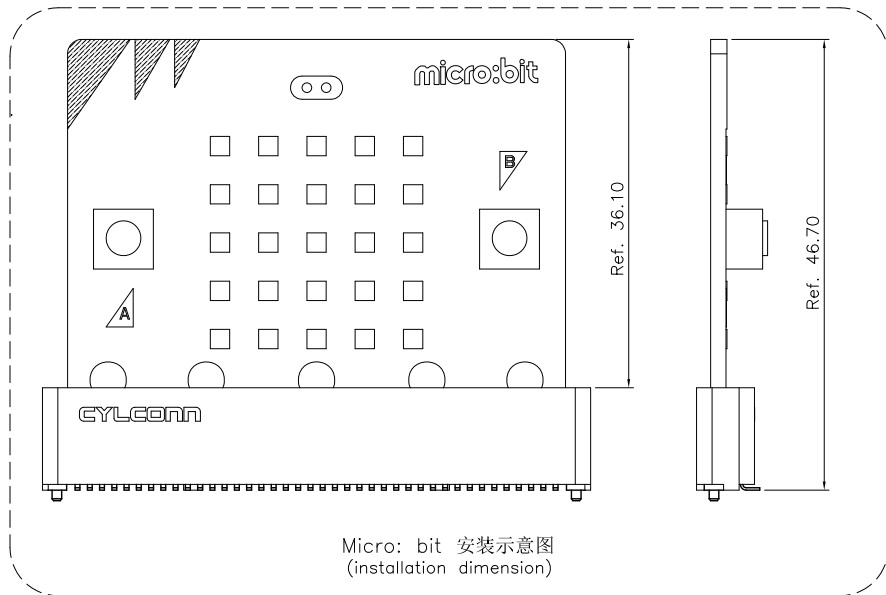 micro:bit
B
A
Ref. 36.10
Ref. 46.70
CYLCONN
Micro: bit 安装示意图
(installation dimension)